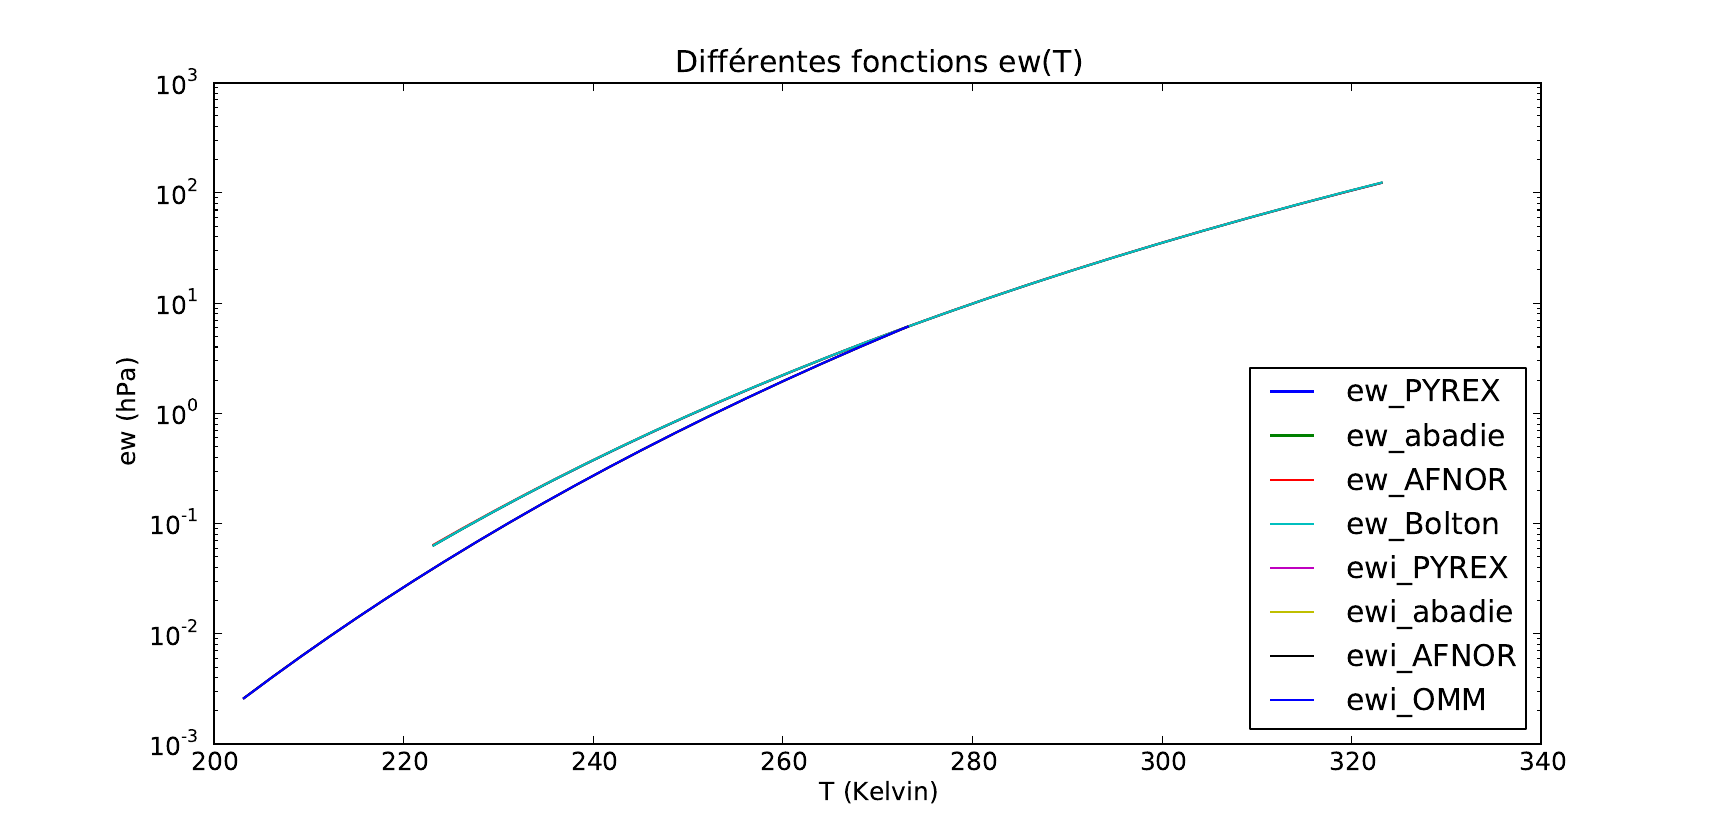 Différentes fonctions ew(T)
10^3
10^2
10^1
10^0
10^-1
10^-2
10^-3
ew (hPa)
200 220 240 260 280 300 320 340
T (Kelvin)
ew_PYREX
ew_abadie
ew_AFNOR
ew_Bolton
ewi_PYREX
ewi_abadie
ewi_AFNOR
ewi_OMM